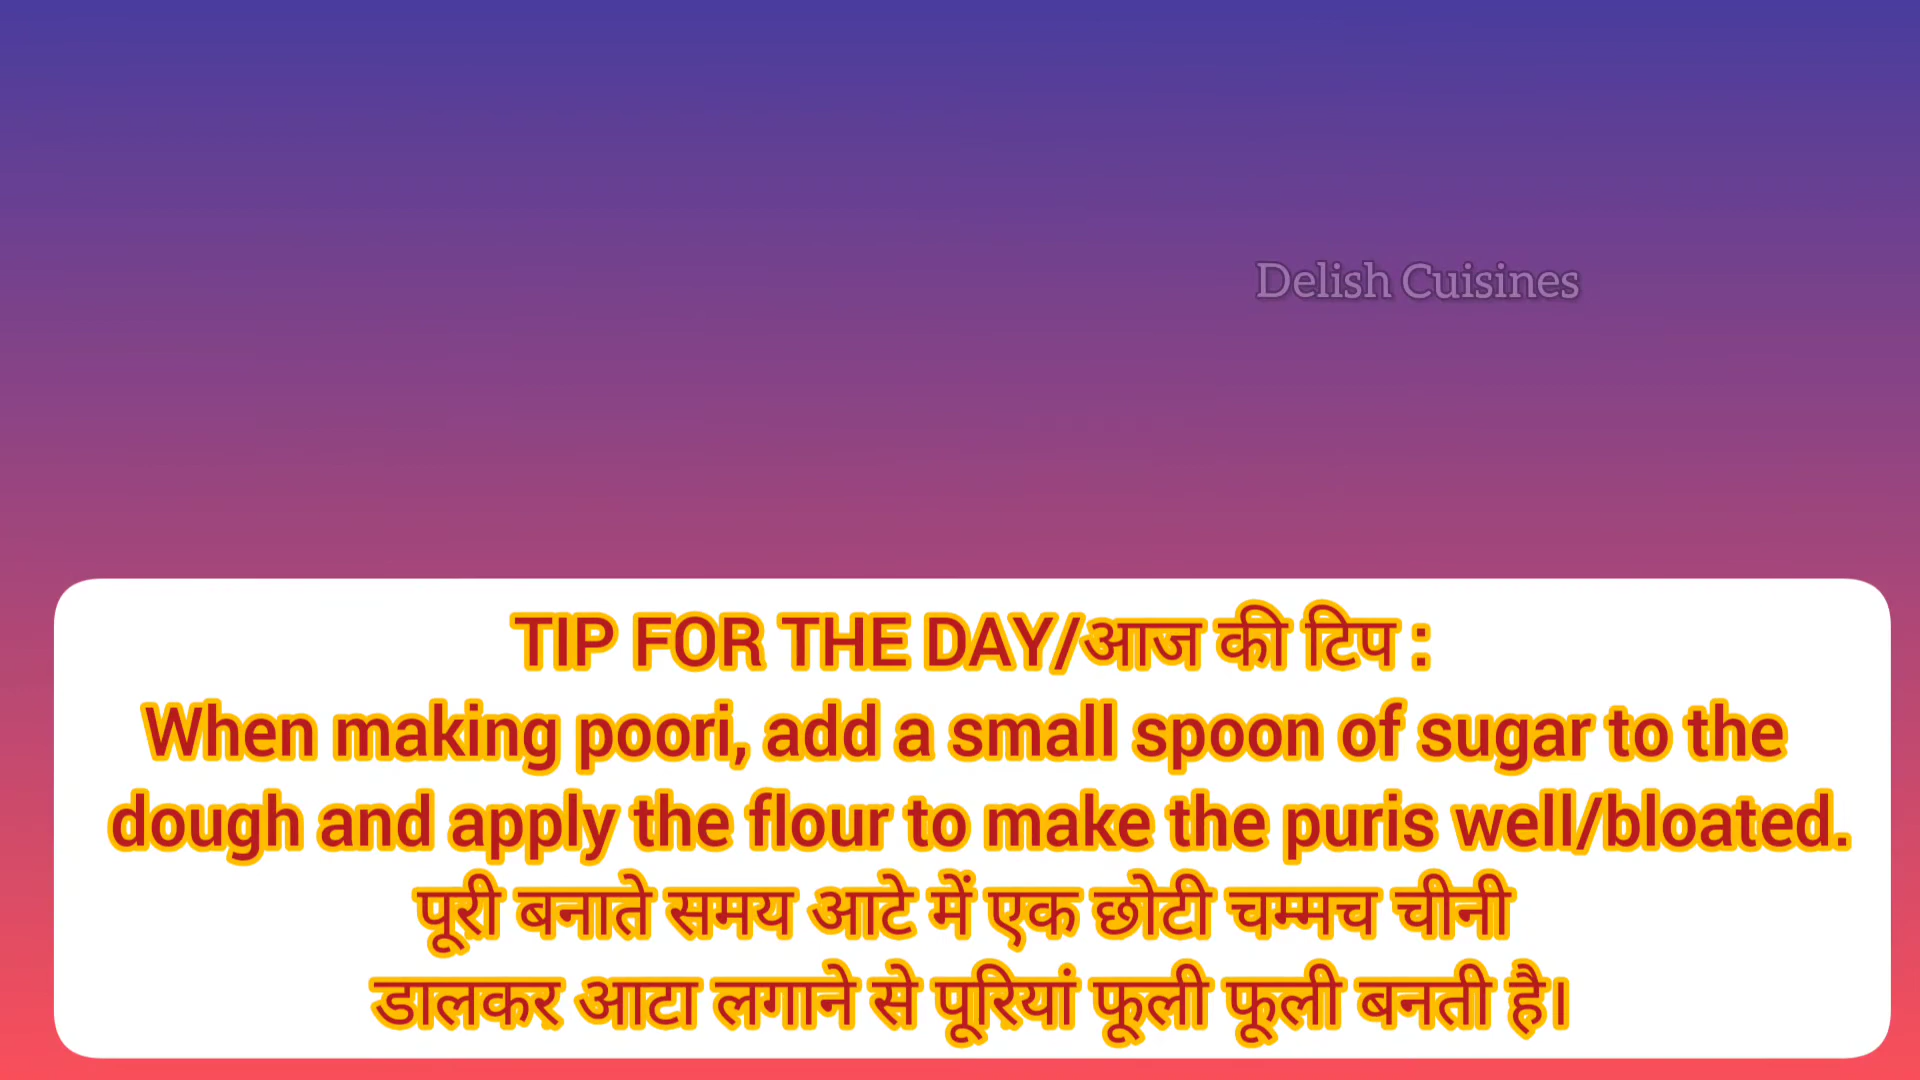 Delish Cuisines
TIP FOR THE DAY/आज की टिप :
When making poori, add a small spoon of sugar to the
dough and apply the flour to make the puris well/bloated.
पूरी बनाते समय आटे में एक छोटी चम्मच चीनी
डालकर आटा लगाने से पूरियां फूली फूली बनती है।